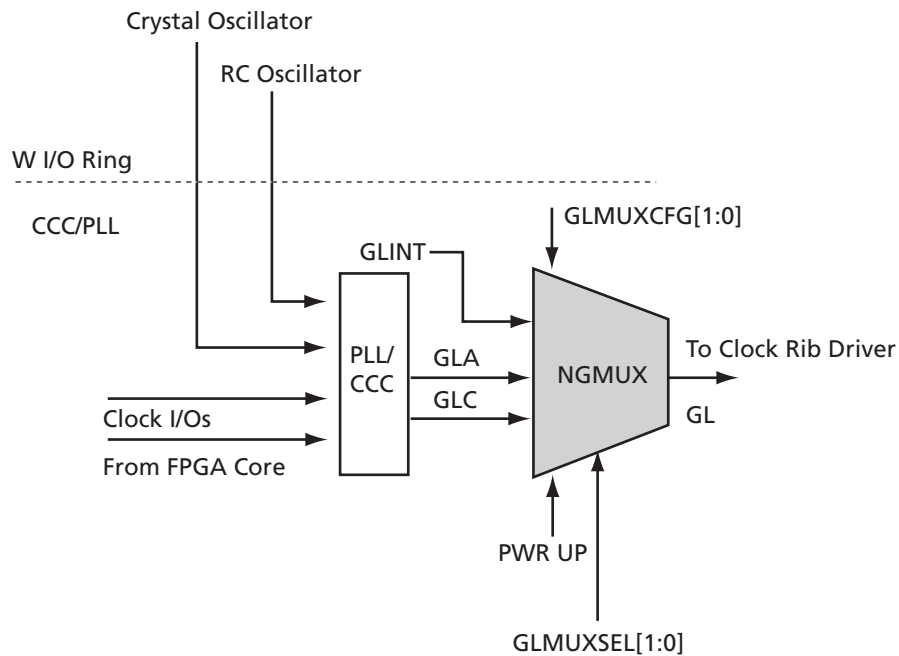 Crystal Oscillator
RC Oscillator
W I/O Ring
CCC/PLL
GLMUXCFG[1:0]
GLINT
PLL/
CCC
GLA
GLC
NGMUX
To Clock Rib Driver
GL
Clock I/Os
From FPGA Core
PWR UP
GLMUXSEL[1:0]